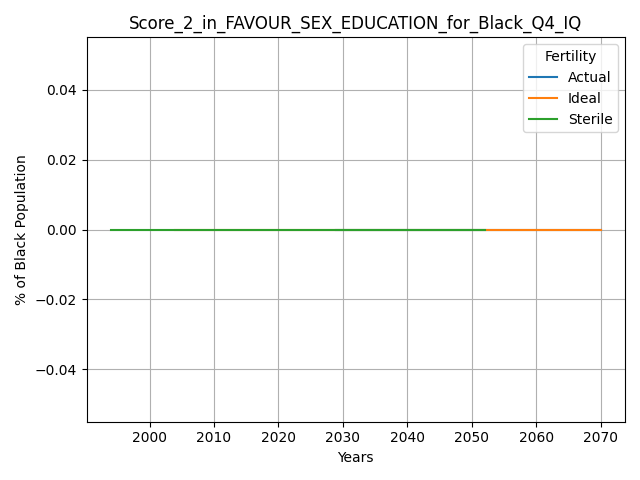 Score_2_in_FAVOUR_SEX_EDUCATION_for_Black_Q4_IQ
Fertility
Actual
Ideal
Sterile
% of Black Population
0.04
0.02
0.00
−0.02
−0.04
2000 2010 2020 2030 2040 2050 2060 2070
Years